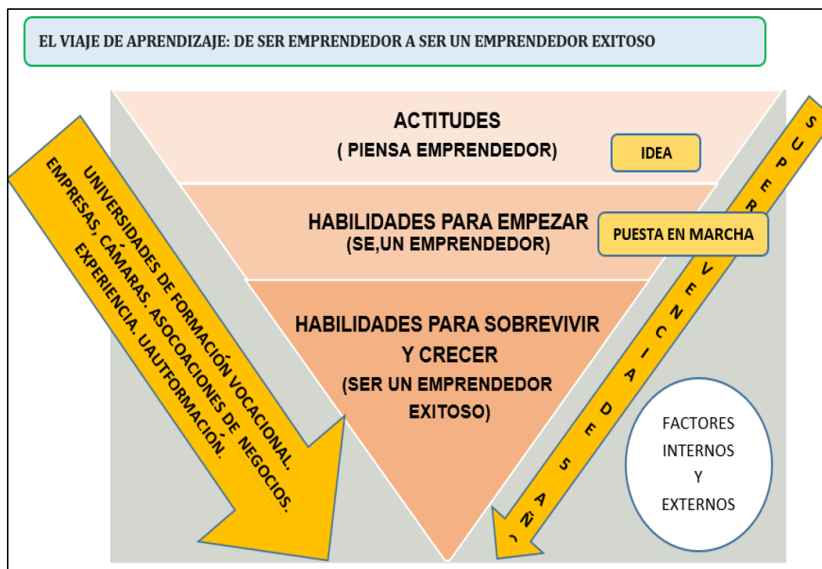 EL VIAJE DE APRENDIZAJE: DE SER EMPRENDEDOR A SER UN EMPRENDEDOR EXITOSO
ACTITUDES
( PIENSA EMPRENDEDOR)
IDEA
HABILIDADES PARA EMPEZAR
(SE,UN EMPRENDEDOR)
PUESTA EN MARCHA
HABILIDADES PARA SOBREVIVIR
Y CRECER
(SER UN EMPRENDEDOR
EXITOSO)
UNIVERSIDADES DE FORMACIÓN VOCACIONAL.
EMPRESAS, CÁMARAS. ASOCOACIONES DE NEGOCIOS.
EXPERIENCIA. UAUTFORMACIÓN.
DE 5
FACTORES
INTERNOS
Y
EXTERNOS